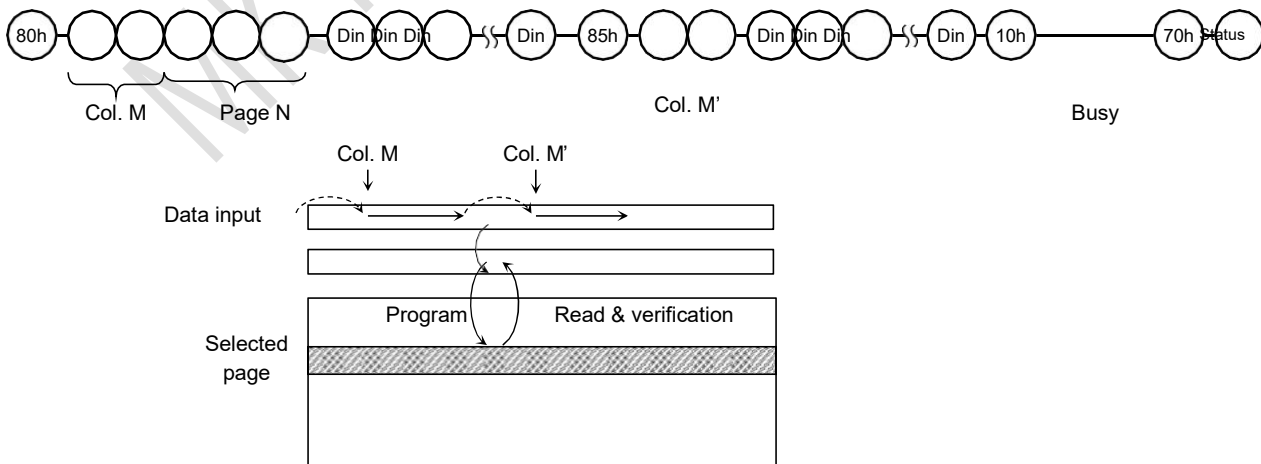 80h Din Din Din Din 85h Din Din Din Din 10h 70h Status
Col. M Page N Col. M' Busy
Col. M Col. M'
Data input
Program Read & verification
Selected
page